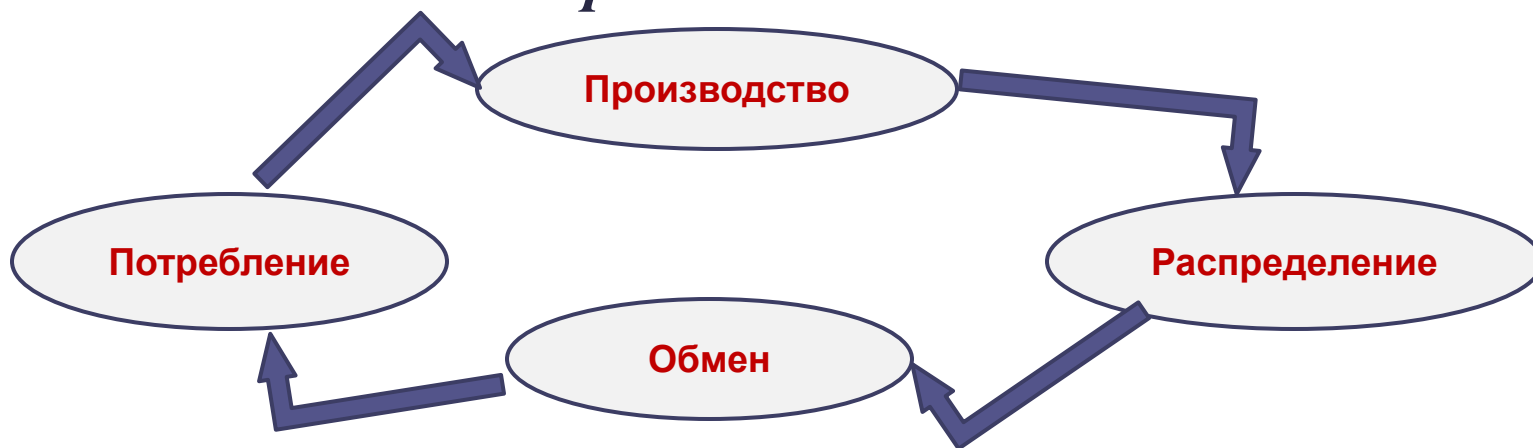 Производство
Потребление
Распределение
Обмен